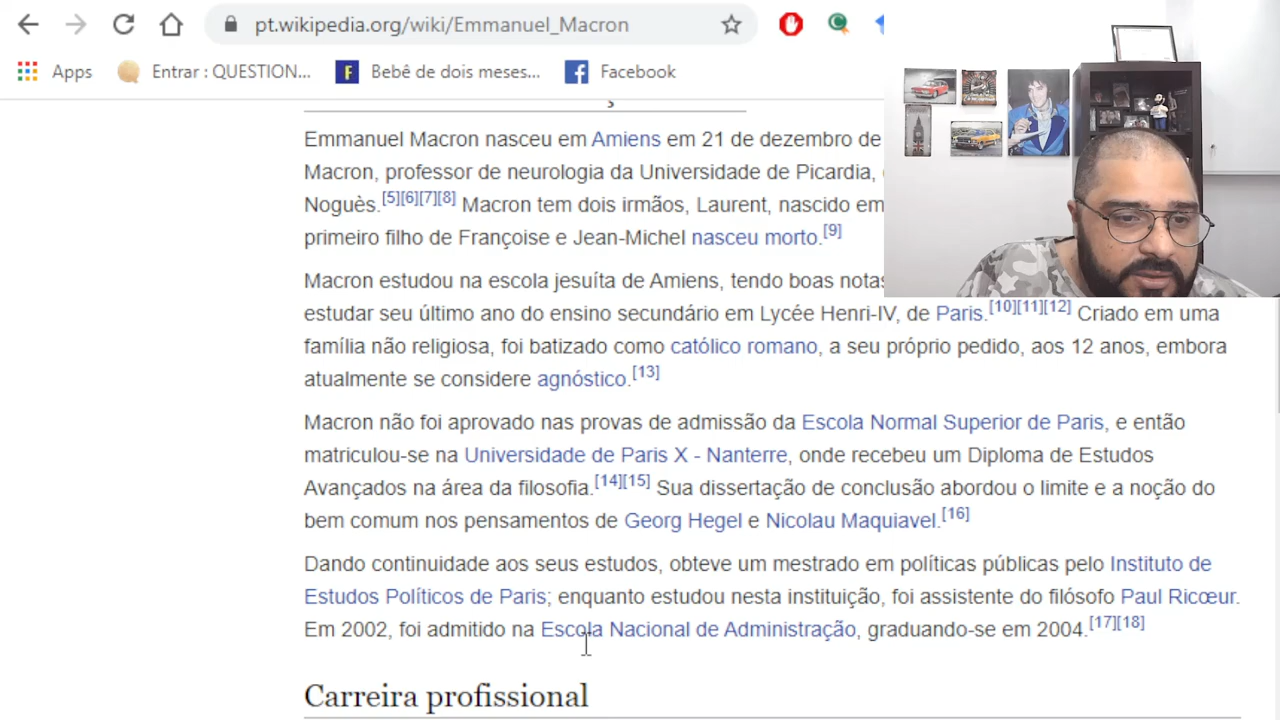 pt.wikipedia.org/wiki/Emmanuel_Macron
Apps Entrar : QUESTION... F Bebê de dois meses... Facebook
Emmanuel Macron nasceu em Amiens em 21 de dezembro de
Macron, professor de neurologia da Universidade de Picardia,
Noguès.[5][6][7][8] Macron tem dois irmãos, Laurent, nascido em
primeiro filho de Françoise e Jean-Michel nasceu morto.[9]
Macron estudou na escola jesuíta de Amiens, tendo boas notas
estudar seu último ano do ensino secundário em Lycée Henri-IV, de Paris.[10][11][12] Criado em uma
família não religiosa, foi batizado como católico romano, a seu próprio pedido, aos 12 anos, embora
atualmente se considere agnóstico.[13]
Macron não foi aprovado nas provas de admissão da Escola Normal Superior de Paris, e então
matriculou-se na Universidade de Paris X - Nanterre, onde recebeu um Diploma de Estudos
Avançados na área da filosofia.[14][15] Sua dissertação de conclusão abordou o limite e a noção do
bem comum nos pensamentos de Georg Hegel e Nicolau Maquiavel.[16]
Dando continuidade aos seus estudos, obteve um mestrado em políticas públicas pelo Instituto de
Estudos Políticos de Paris; enquanto estudou nesta instituição, foi assistente do filósofo Paul Ricœur.
Em 2002, foi admitido na Escola Nacional de Administração, graduando-se em 2004.[17][18]
Carreira profissional